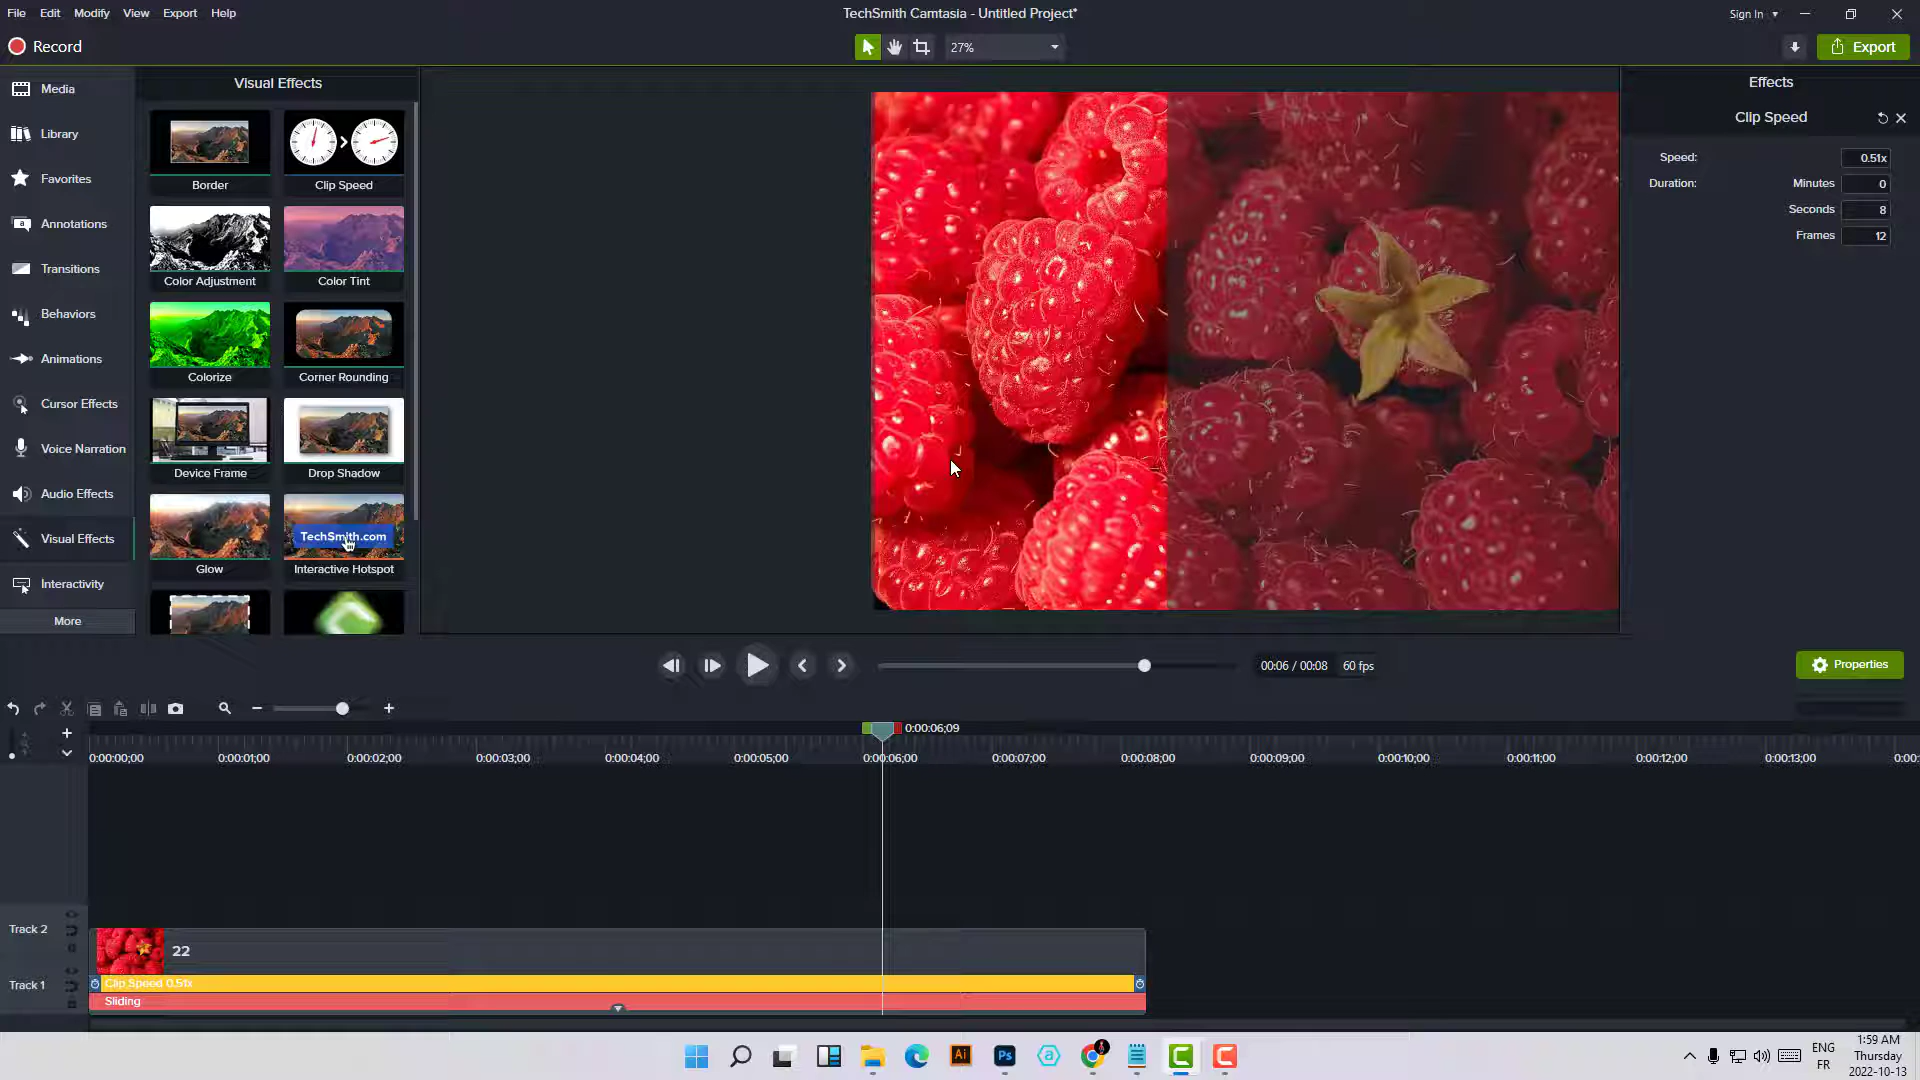 File Edit Modify View Export Help
TechSmith Camtasia - Untitled Project*
Sign In
Record
27%
Export
Media
Library
Favorites
Annotations
Transitions
Behaviors
Animations
Cursor Effects
Voice Narration
Audio Effects
Visual Effects
Interactivity
More
Visual Effects
Border
Clip Speed
Color Adjustment
Color Tint
Colorize
Corner Rounding
Device Frame
Drop Shadow
TechSmith.com
Glow
Interactive Hotspot
Effects
Clip Speed
Speed: 0.51x
Duration: Minutes 0
Seconds 8
Frames 12
00:06 / 00:08 60 fps
Properties
0:00:06;09
0:00:00;00 0:00:01;00 0:00:02;00 0:00:03;00 0:00:04;00 0:00:05;00 0:00:06;00 0:00:07;00 0:00:08;00 0:00:09;00 0:00:10;00 0:00:11;00 0:00:12;00 0:00:13;00 0:00:
Track 2
22
Track 1
Clip Speed 0.51x
Sliding
Ai
Ps
a
C
C
ENG
FR
1:59 AM
Thursday
2022-10-13